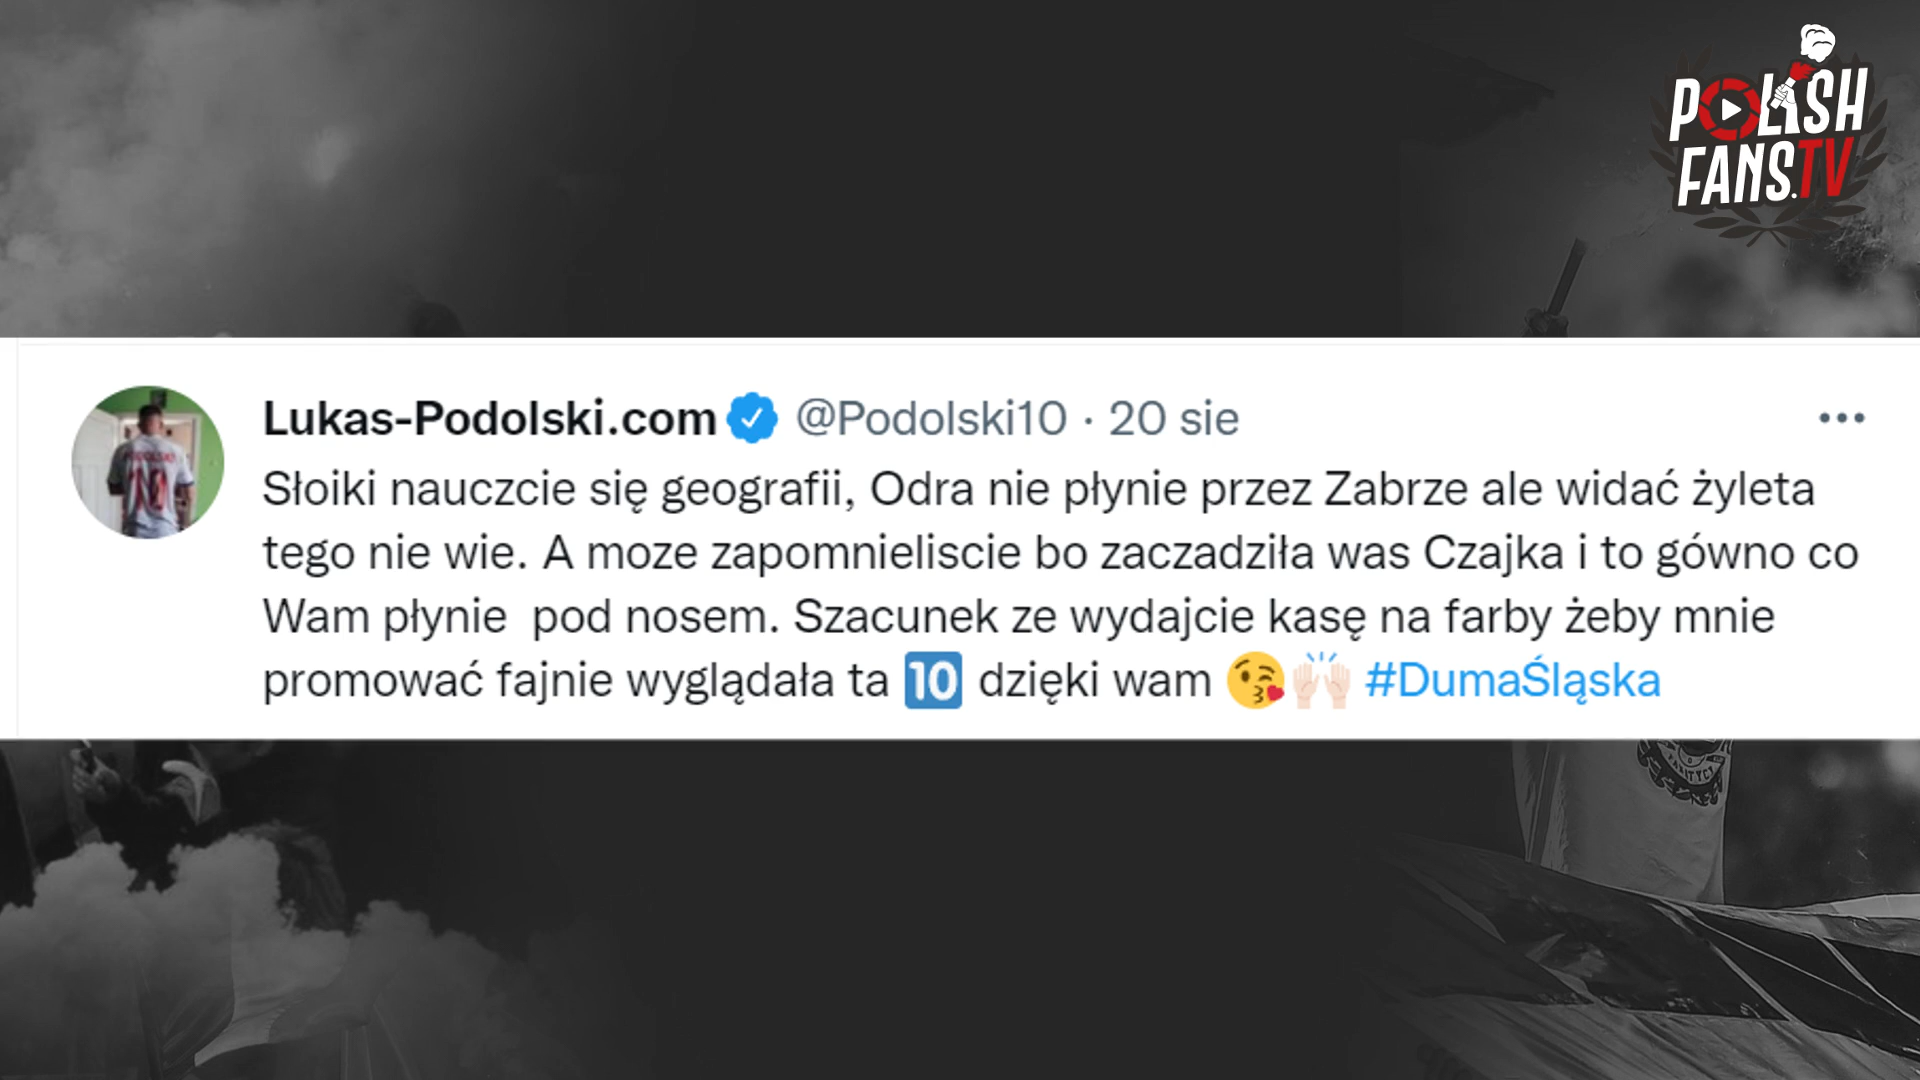 POLISH
FANS.TV
Lukas-Podolski.com @Podolski10 · 20 sie
Słoiki nauczcie się geografii, Odra nie płynie przez Zabrze ale widać żyleta
tego nie wie. A moze zapomnieliscie bo zaczadziła was Czajka i to gówno co
Wam płynie  pod nosem. Szacunek ze wydajcie kasę na farby żeby mnie
promować fajnie wyglądała ta 🔟 dzięki wam 😘🙌🏻 #DumaŚląska